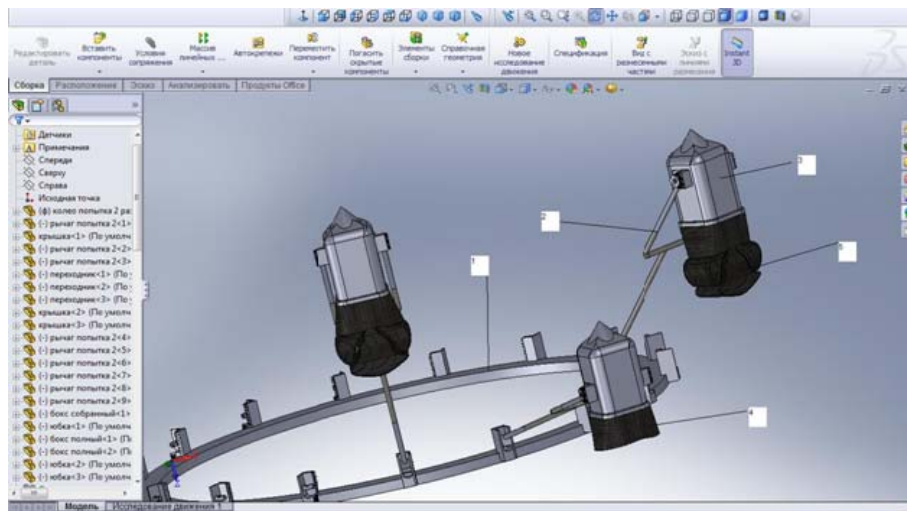 Редактировать деталь
Вставить компоненты
Условия сопряжения
Массив линейных ...
Автокрепежи
Переместить компонент
Погасить скрытые компоненты
Элементы сборки
Справочная геометрия
Новое исследование движения
Спецификация
Вид с разнесенными частями
Эскиз с линиями разнесения
Instant 3D
Сборка Расположение Эскиз Анализировать Продукты Office
Датчики
Примечания
Спереди
Сверху
Справа
Исходная точка
(ф) колесо попытка 2 ра
(-) рычаг попытка 2<1>
крышка<1> (По умолч
(-) рычаг попытка 2<2>
(-) рычаг попытка 2<3>
(-) переходник<1> (По
(-) переходник<2> (По
(-) переходник<3> (По
крышка<2> (По умолч
крышка<3> (По умолч
(-) рычаг попытка 2<4>
(-) рычаг попытка 2<5>
(-) рычаг попытка 2<6>
(-) рычаг попытка 2<7>
(-) рычаг попытка 2<8>
(-) рычаг попытка 2<9>
(-) бокс собранный<1>
(-) юбка<1> (По умолч
(-) бокс полный<1> (П
(-) бокс полный<2> (П
(-) юбка<2> (По умолч
(-) юбка<3> (По умолч
3
2
5
1
4
Модель Исследование движения 1